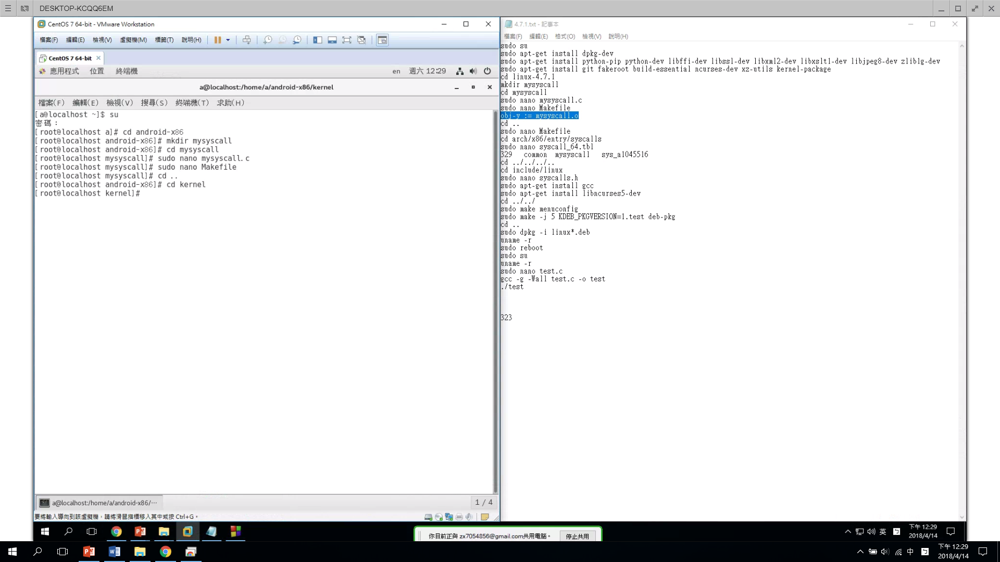 DESKTOP-KCQQ6EM
CentOS 7 64-bit - VMware Workstation
檔案(F) 編輯(E) 檢視(V) 虛擬機(M) 標籤(T) 說明(H)
CentOS 7 64-bit
應用程式 位置 終端機 en 週六 12:29
a@localhost:/home/a/android-x86/kernel
檔案(F) 編輯(E) 檢視(V) 搜尋(S) 終端機(T) 求助(H)
[a@localhost ~]$ su
密碼：
[root@localhost a]# cd android-x86
[root@localhost android-x86]# mkdir mysyscall
[root@localhost android-x86]# cd mysyscall
[root@localhost mysyscall]# sudo nano mysyscall.c
[root@localhost mysyscall]# sudo nano Makefile
[root@localhost mysyscall]# cd ..
[root@localhost android-x86]# cd kernel
[root@localhost kernel]#
a@localhost:/home/a/android-x86/…
1 / 4
要將輸入導向到該虛擬機，請將滑鼠指標移入其中或按 Ctrl+G。
4.7.1.txt - 記事本
檔案(F) 編輯(E) 格式(O) 檢視(V) 說明(H)
sudo su
sudo apt-get install dpkg-dev
sudo apt-get install python-pip python-dev libffi-dev libssl-dev libxml2-dev libxslt1-dev libjpeg8-dev zlib1g-dev
sudo apt-get install git fakeroot build-essential ncurses-dev xz-utils kernel-package
cd linux-4.7.1
mkdir mysyscall
cd mysyscall
sudo nano mysyscall.c
sudo nano Makefile
obj-y := mysyscall.o
cd ..
sudo nano Makefile
cd arch/x86/entry/syscalls
sudo nano syscall_64.tbl
329 common mysyscall sys_a1045516
cd ../../../..
cd include/linux
sudo nano syscalls.h
sudo apt-get install gcc
sudo apt-get install libncurses5-dev
cd ../../
sudo make menuconfig
sudo make -j 5 KDEB_PKGVERSION=1.test deb-pkg
cd ..
sudo dpkg -i linux*.deb
uname -r
sudo reboot
sudo su
uname -r
sudo nano test.c
gcc -g -Wall test.c -o test
./test
323
你目前正與 zx7054856@gmail.com共用電腦。 停止共用
英
下午 12:29
2018/4/14
中
下午 12:29
2018/4/14